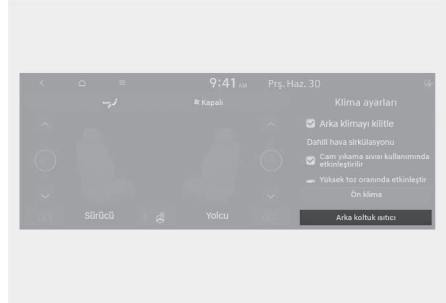 9:41 AM Prş. Haz. 30
Kapalı
Klima ayarları
Arka klimayı kilitle
Dahili hava sirkülasyonu
Cam yıkama sıvısı kullanımında
etkinleştirilir
Yüksek toz oranında etkinleştir
Ön klima
Sürücü
Yolcu
Arka koltuk ısıtıcı